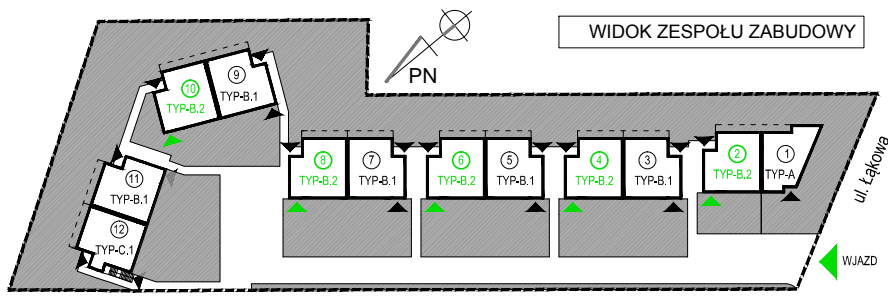 WIDOK ZESPOŁU ZABUDOWY
PN
10
TYP-B.2
9
TYP-B.1
8
TYP-B.2
7
TYP-B.1
6
TYP-B.2
5
TYP-B.1
4
TYP-B.2
3
TYP-B.1
2
TYP-B.2
1
TYP-A
ul. Łąkowa
11
TYP-B.1
12
TYP-C.1
WJAZD